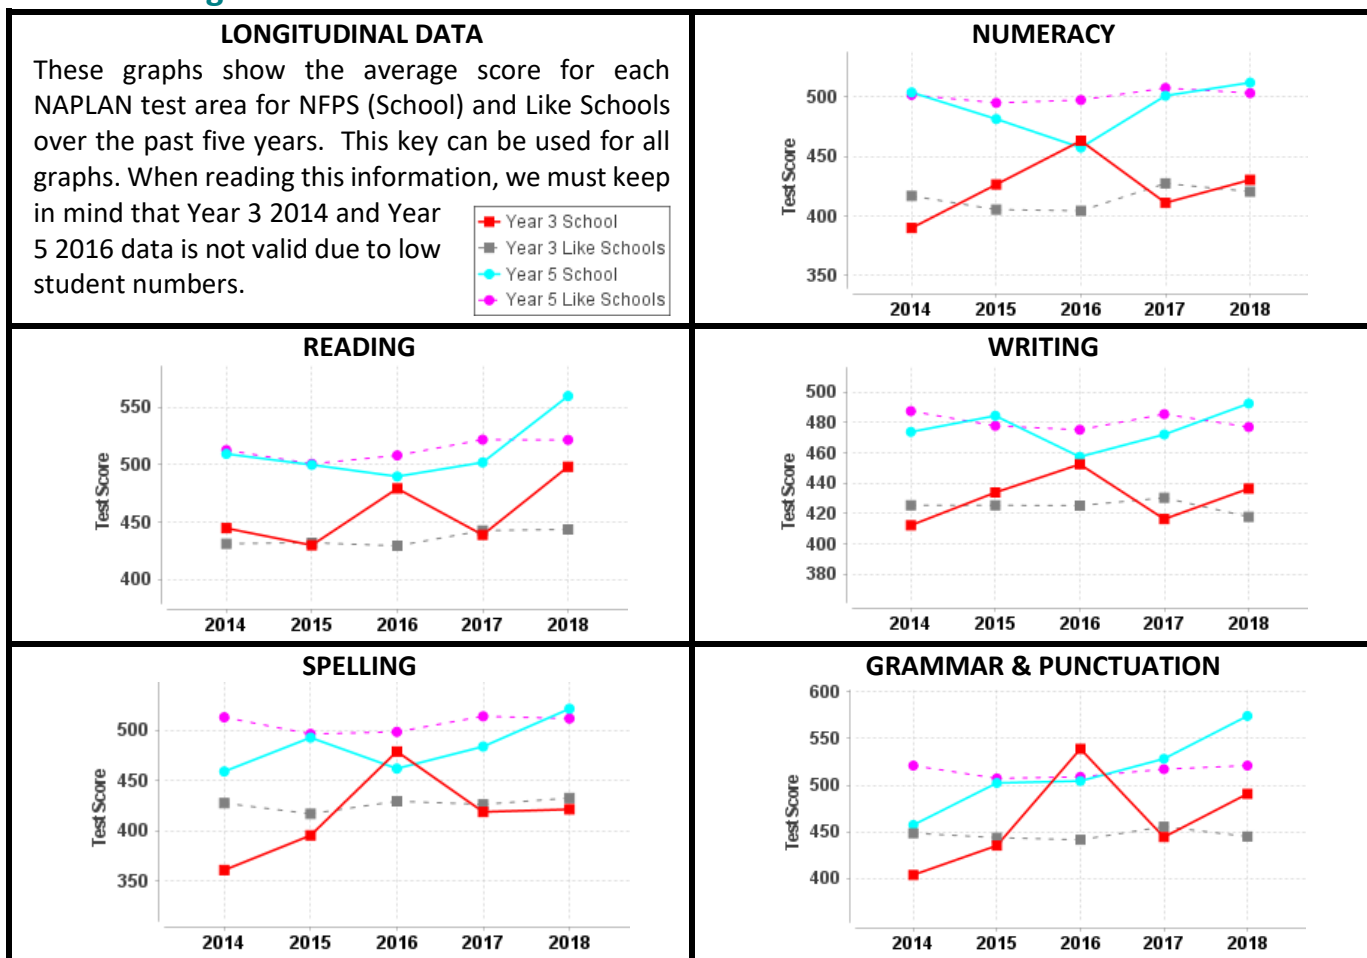 LONGITUDINAL DATA
These graphs show the average score for each
NAPLAN test area for NFPS (School) and Like Schools
over the past five years. This key can be used for all
graphs. When reading this information, we must keep
in mind that Year 3 2014 and Year
5 2016 data is not valid due to low
student numbers.
Year 3 School
Year 3 Like Schools
Year 5 School
Year 5 Like Schools
NUMERACY
Test Score
500
450
400
350
2014 2015 2016 2017 2018
READING
Test Score
550
500
450
400
2014 2015 2016 2017 2018
WRITING
Test Score
500
480
460
440
420
400
380
2014 2015 2016 2017 2018
SPELLING
Test Score
500
450
400
350
2014 2015 2016 2017 2018
GRAMMAR & PUNCTUATION
Test Score
600
550
500
450
400
2014 2015 2016 2017 2018